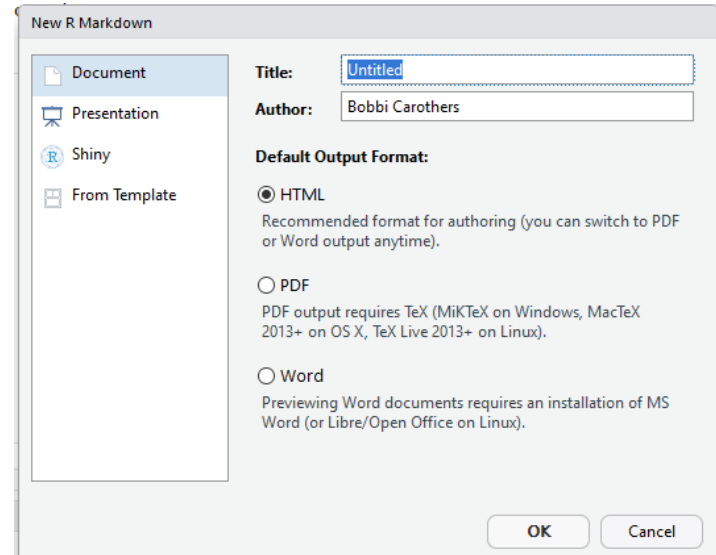 New R Markdown
Document
Presentation
Shiny
From Template
Title: Untitled
Author: Bobbi Carothers
Default Output Format:
HTML
Recommended format for authoring (you can switch to PDF
or Word output anytime).
PDF
PDF output requires TeX (MiKTeX on Windows, MacTeX
2013+ on OS X, TeX Live 2013+ on Linux).
Word
Previewing Word documents requires an installation of MS
Word (or Libre/Open Office on Linux).
OK Cancel